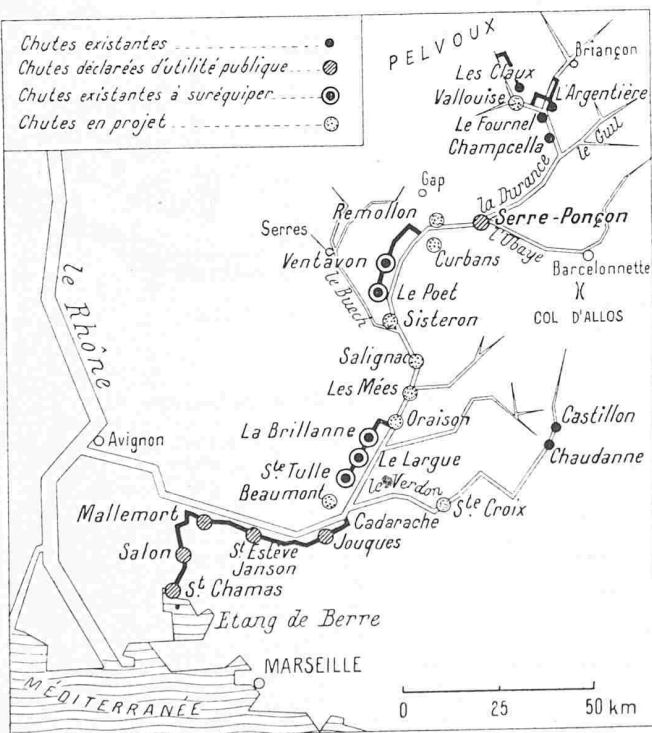 Chutes existantes
Chutes déclarées d'utilité publique
Chutes existantes à suréquiper
Chutes en projet
PELVOUX
Briançon
Les Claux
Vallouise
L'Argentière
Le Fournel
Champcella
le Guil
Gap
la Durance
Remollon
Serre-Ponçon
Serres
l'Ubaye
Ventavon
Curbans
Barcelonnette
le Buech
Le Poet
COL D'ALLOS
Sisteron
le Rhône
Salignac
Les Mées
Oraison
La Brillanne
Castillon
Avignon
Le Largue
Chaudanne
Ste Tulle
le Verdon
Beaumont
Ste Croix
Mallemort
Cadarache
St Estève
Janson
Jouques
Salon
St Chamas
Etang de Berre
MARSEILLE
MÉDITERRANÉE
0 25 50 km